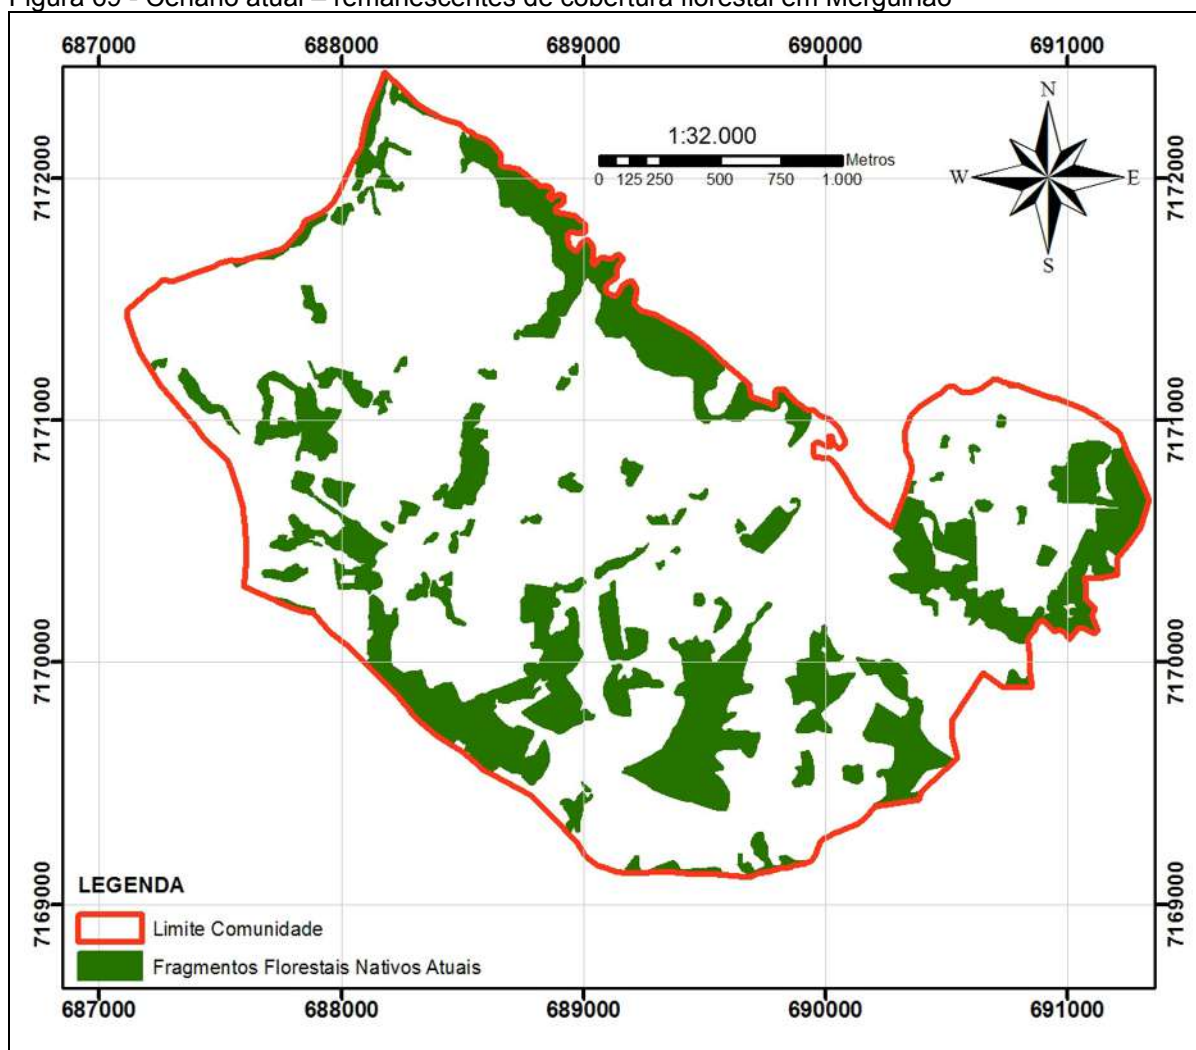 Figura 69 - Cenário atual – remanescentes de cobertura florestal em Mergulhão
687000 688000 689000 690000 691000
1:32.000
Metros
0 125 250 500 750 1.000
N
W E
S
7172000 7172000
7171000 7171000
7170000 7170000
7169000 7169000
LEGENDA
Limite Comunidade
Fragmentos Florestais Nativos Atuais
687000 688000 689000 690000 691000